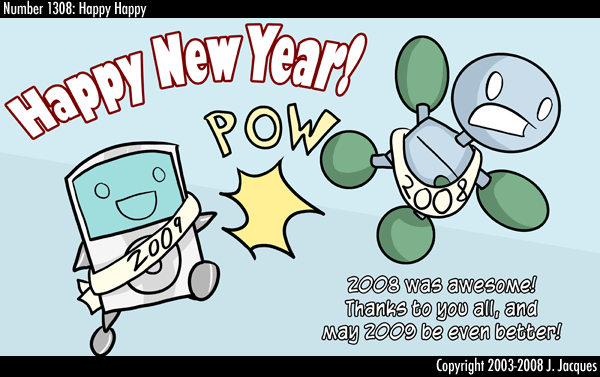 Number 1308: Happy Happy
Happy New Year!
POW
2009
2008
2008 was awesome!
Thanks to you all, and
may 2009 be even better!
Copyright 2003-2008 J. Jacques